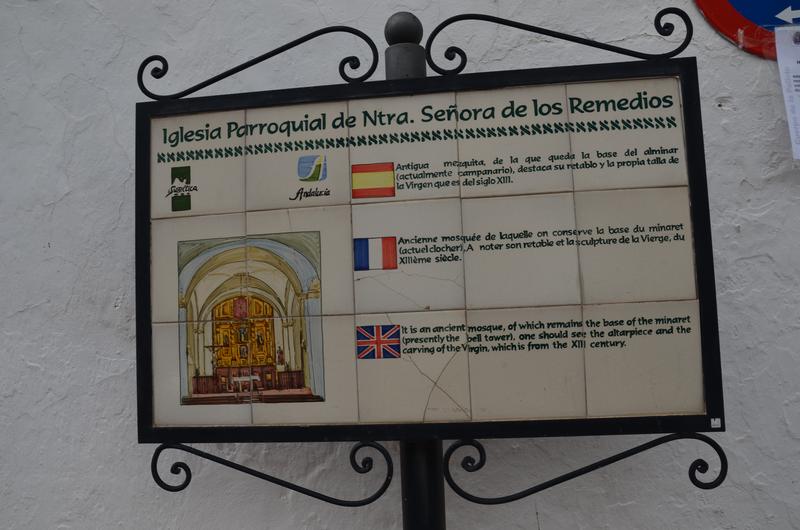 Iglesia Parroquial de Ntra. Señora de los Remedios
Andalucía
Antigua mezquita, de la que queda la base del alminar
(actualmente campanario), destaca su retablo y la propia talla de
la Virgen que es del siglo XIII.
Ancienne mosquée de laquelle on conserve la base du minaret
(actuel clocher). A noter son retable et la sculpture de la Vierge, du
XIIIème siècle.
It is an ancient mosque, of which remains the base of the minaret
(presently the bell tower), one should see the altarpiece and the
carving of the Virgin, which is from the XIII century.